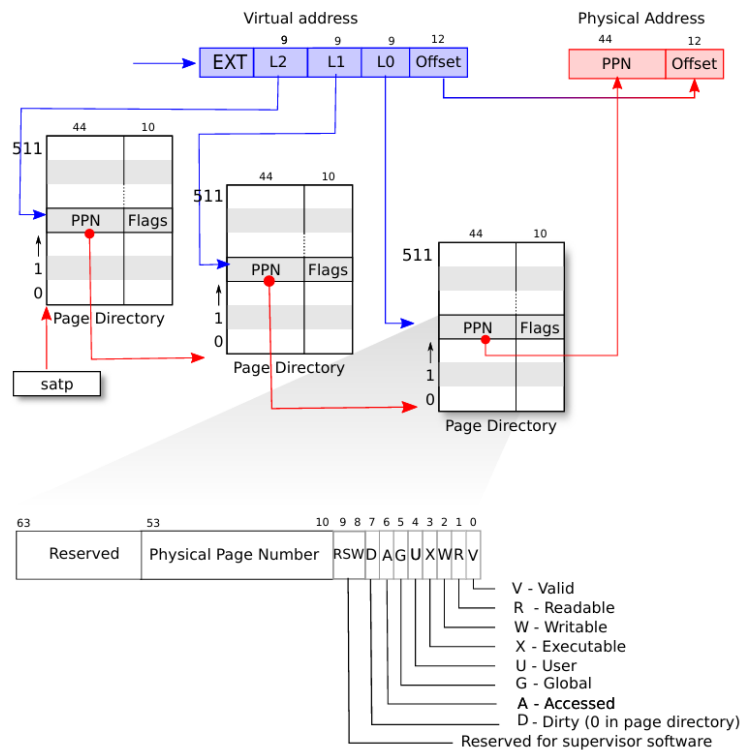 Virtual address
Physical Address
9 9 9 12
44 12
EXT L2 L1 L0 Offset
PPN Offset
44 10
511
PPN Flags
1
0
Page Directory
satp
44 10
511
PPN Flags
1
0
Page Directory
44 10
511
PPN Flags
1
0
Page Directory
63 53 10 9 8 7 6 5 4 3 2 1 0
Reserved Physical Page Number RSW D A G U X W R V
V - Valid
R - Readable
W - Writable
X - Executable
U - User
G - Global
A - Accessed
D - Dirty (0 in page directory)
Reserved for supervisor software